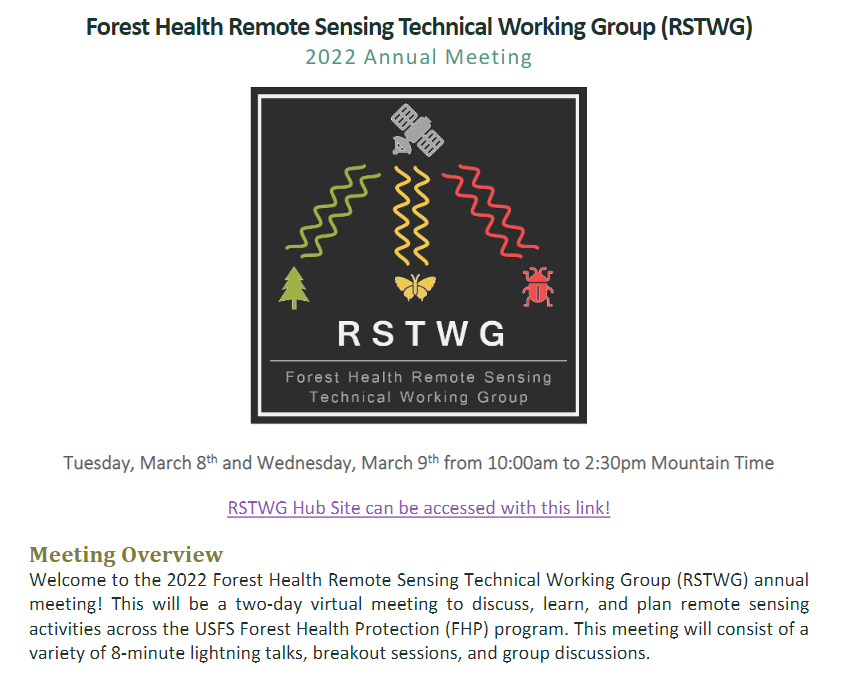 Forest Health Remote Sensing Technical Working Group (RSTWG)
2022 Annual Meeting
RSTWG
Forest Health Remote Sensing
Technical Working Group
Tuesday, March 8th and Wednesday, March 9th from 10:00am to 2:30pm Mountain Time
RSTWG Hub Site can be accessed with this link!
Meeting Overview
Welcome to the 2022 Forest Health Remote Sensing Technical Working Group (RSTWG) annual
meeting! This will be a two-day virtual meeting to discuss, learn, and plan remote sensing
activities across the USFS Forest Health Protection (FHP) program. This meeting will consist of a
variety of 8-minute lightning talks, breakout sessions, and group discussions.